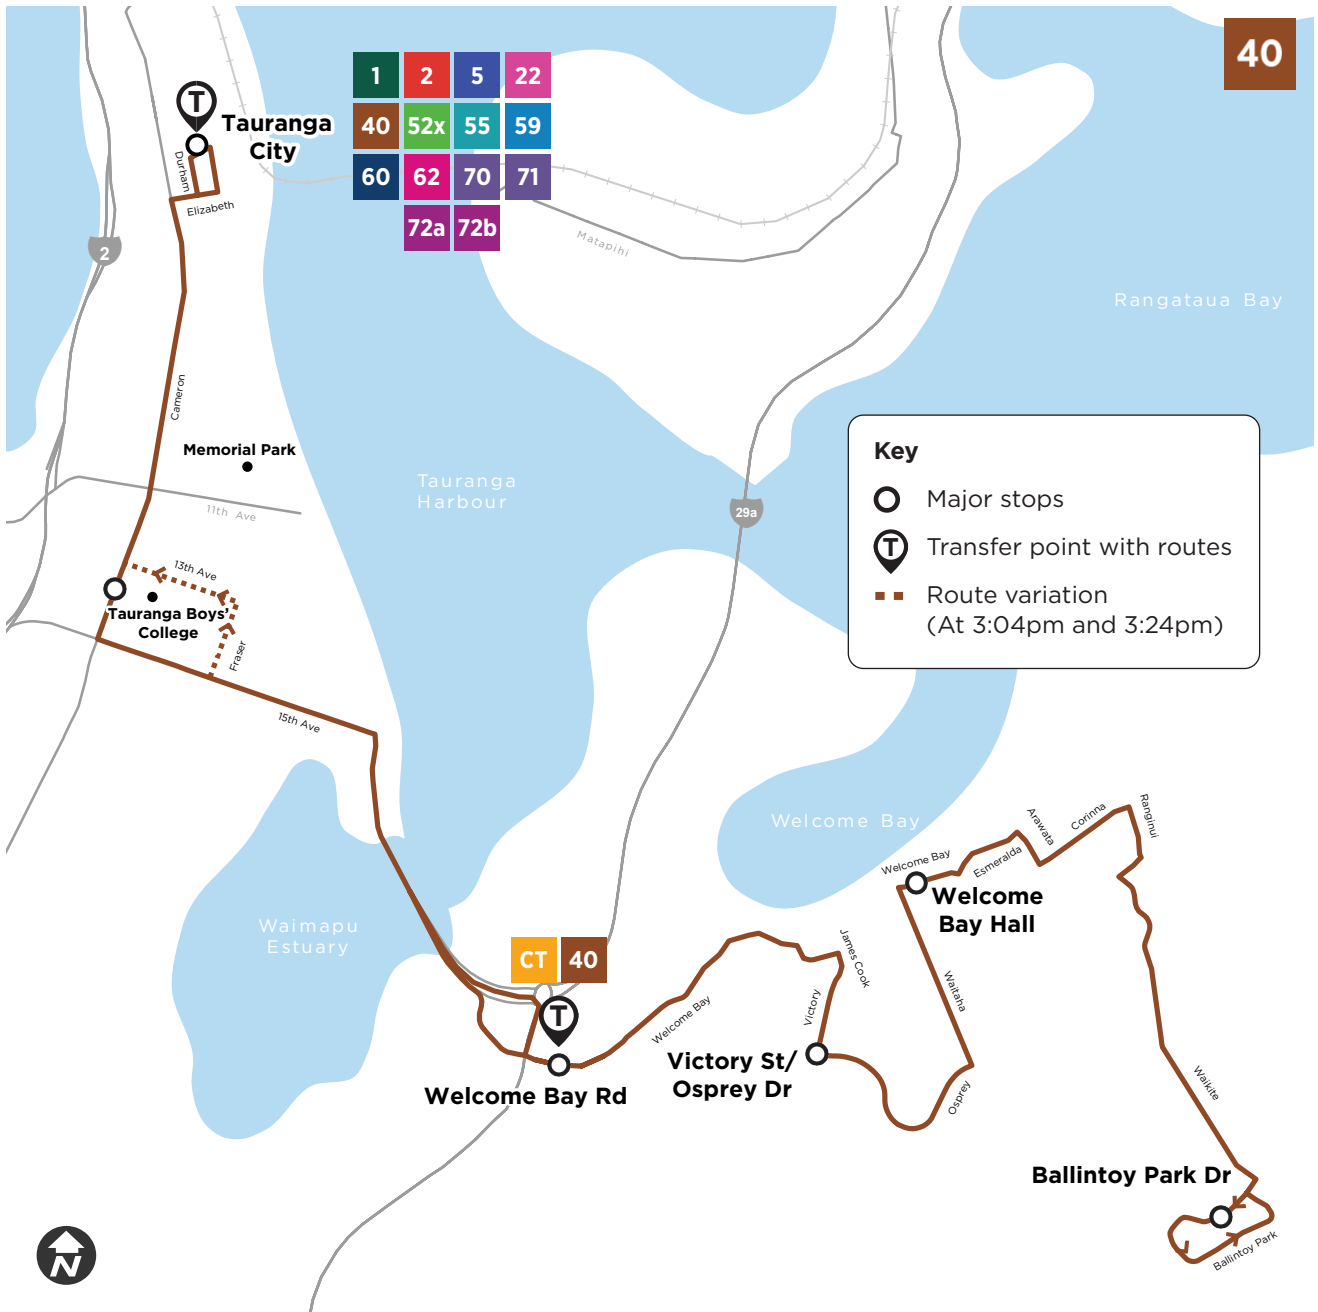 40
T
Tauranga
City
1 2 5 22
40 52x 55 59
60 62 70 71
72a 72b
Durham
Elizabeth
2
Matapihi
Rangataua Bay
Cameron
Memorial Park
11th Ave
Tauranga
Harbour
29a
Key
Major stops
T Transfer point with routes
Route variation
(At 3:04pm and 3:24pm)
13th Ave
Tauranga Boys'
College
Fraser
15th Ave
Welcome Bay
Waimapu
Estuary
CT 40
T
Welcome Bay Rd
Welcome Bay
James Cook
Victory
Victory St/
Osprey Dr
Osprey
Waitaha
Welcome Bay
Welcome
Bay Hall
Esmeralda
Arawata
Corinna
Ranginui
Waikite
Ballintoy Park Dr
Ballintoy Park
N